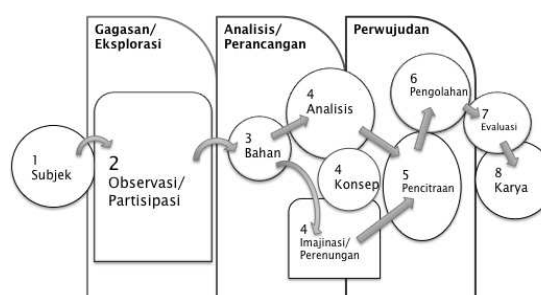 Gagasan/
Eksplorasi
Analisis/
Perancangan
Perwujudan
1
Subjek
2
Observasi/
Partisipasi
3
Bahan
4
Analisis
4
Konsep
4
Imajinasi/
Perenungan
5
Pencitraan
6
Pengolahan
7
Evaluasi
8
Karya